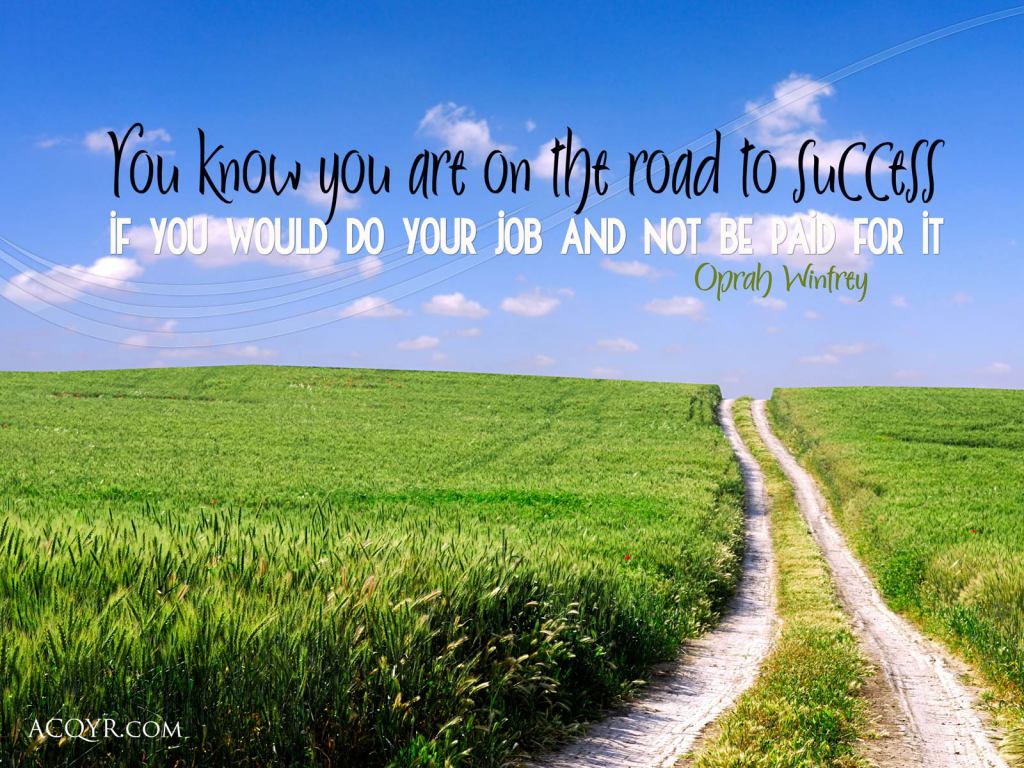 You know you are on the road to success
IF YOU WOULD DO YOUR JOB AND NOT BE PAID FOR IT
Oprah Winfrey
ACQYR.COM